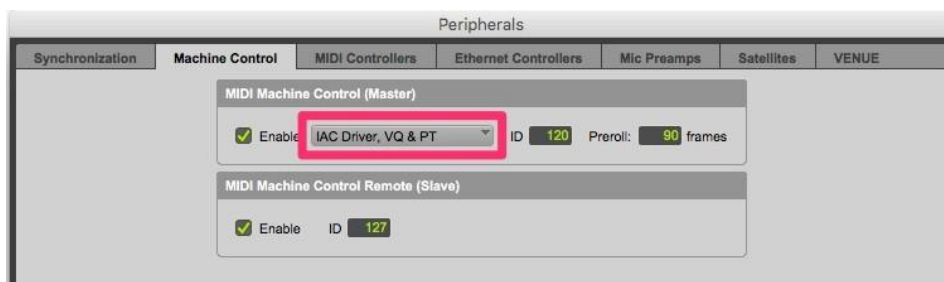 Peripherals
Synchronization Machine Control MIDI Controllers Ethernet Controllers Mic Preamps Satellites VENUE
MIDI Machine Control (Master)
Enable IAC Driver, VQ & PT ID 120 Preroll: 90 frames
MIDI Machine Control Remote (Slave)
Enable ID 127